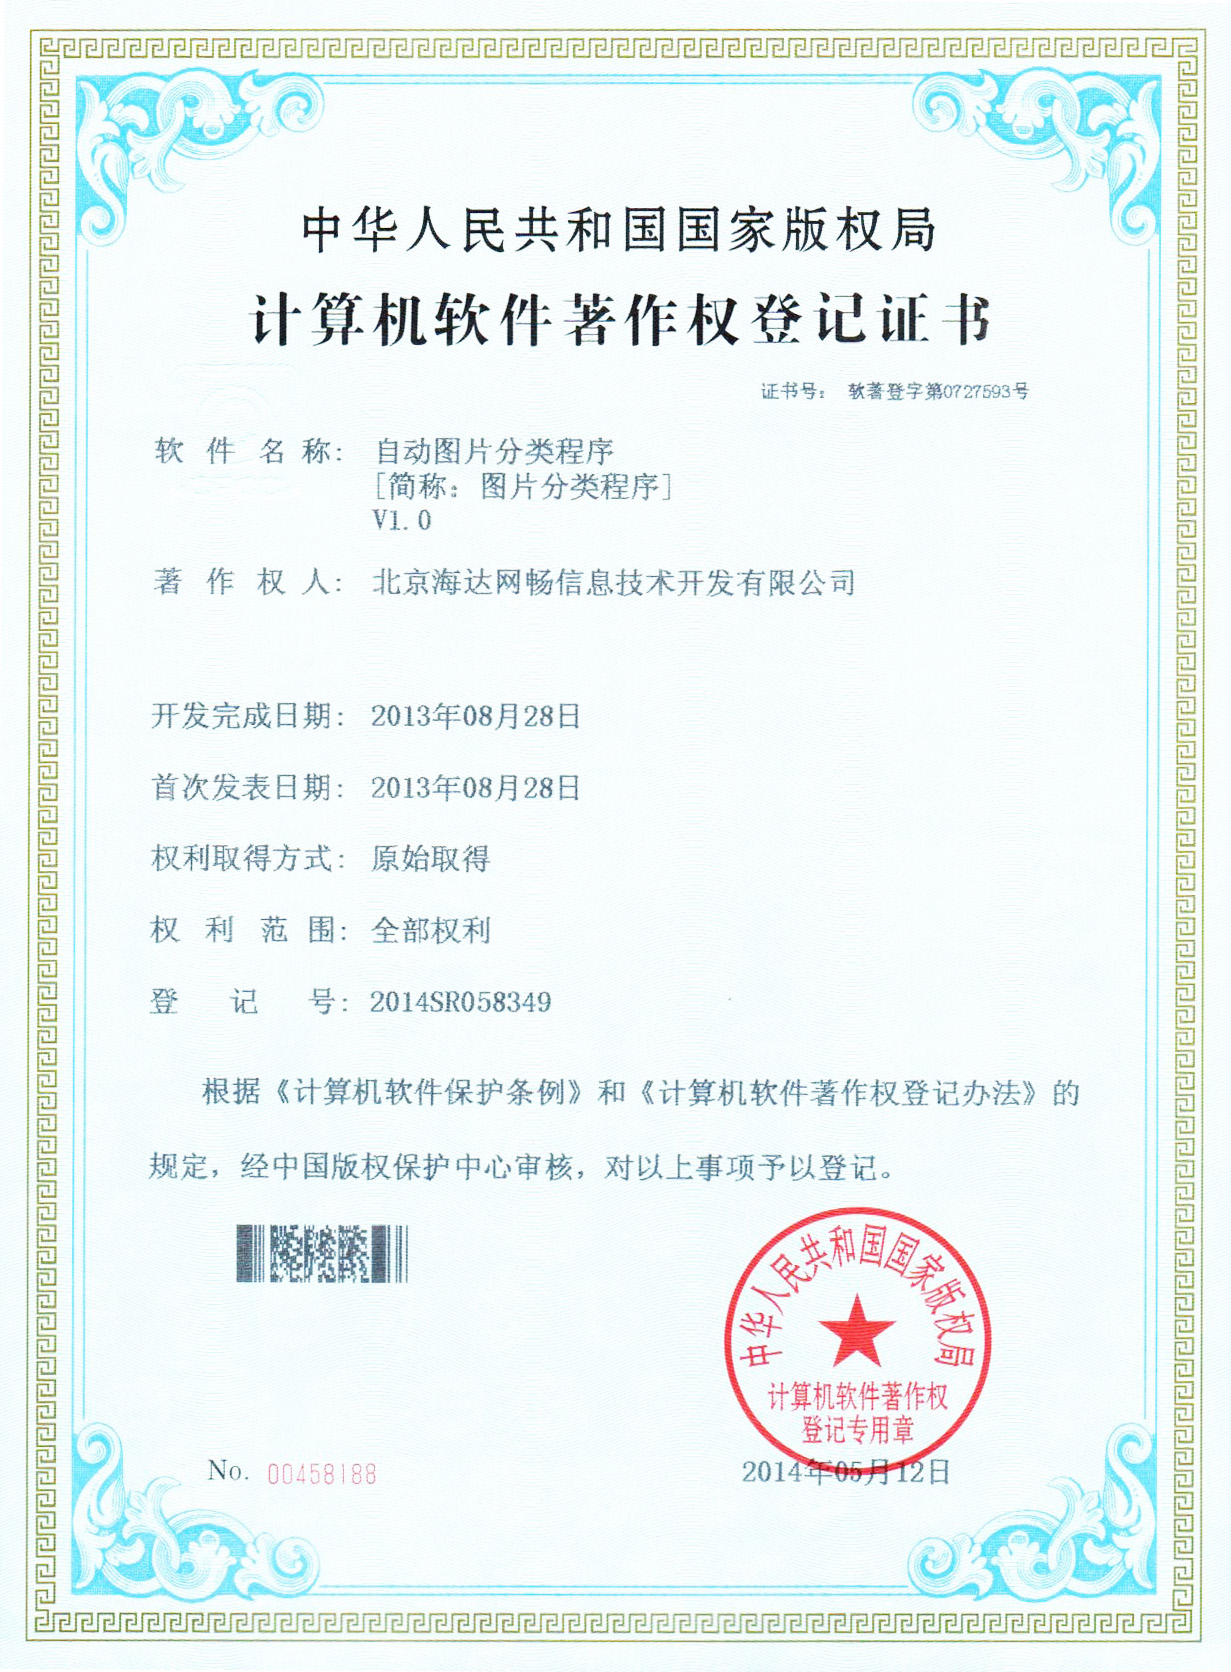 中华人民共和国国家版权局
计算机软件著作权登记证书
证书号： 软著登字第0727593号
软件名称： 自动图片分类程序
[简称：图片分类程序]
V1.0
著作权人： 北京海达网畅信息技术开发有限公司
开发完成日期： 2013年08月28日
首次发表日期： 2013年08月28日
权利取得方式： 原始取得
权利范围： 全部权利
登记号： 2014SR058349
根据《计算机软件保护条例》和《计算机软件著作权登记办法》的
规定，经中国版权保护中心审核，对以上事项予以登记。
中华人民共和国国家版权局
计算机软件著作权
登记专用章
No. 00458188
2014年05月12日